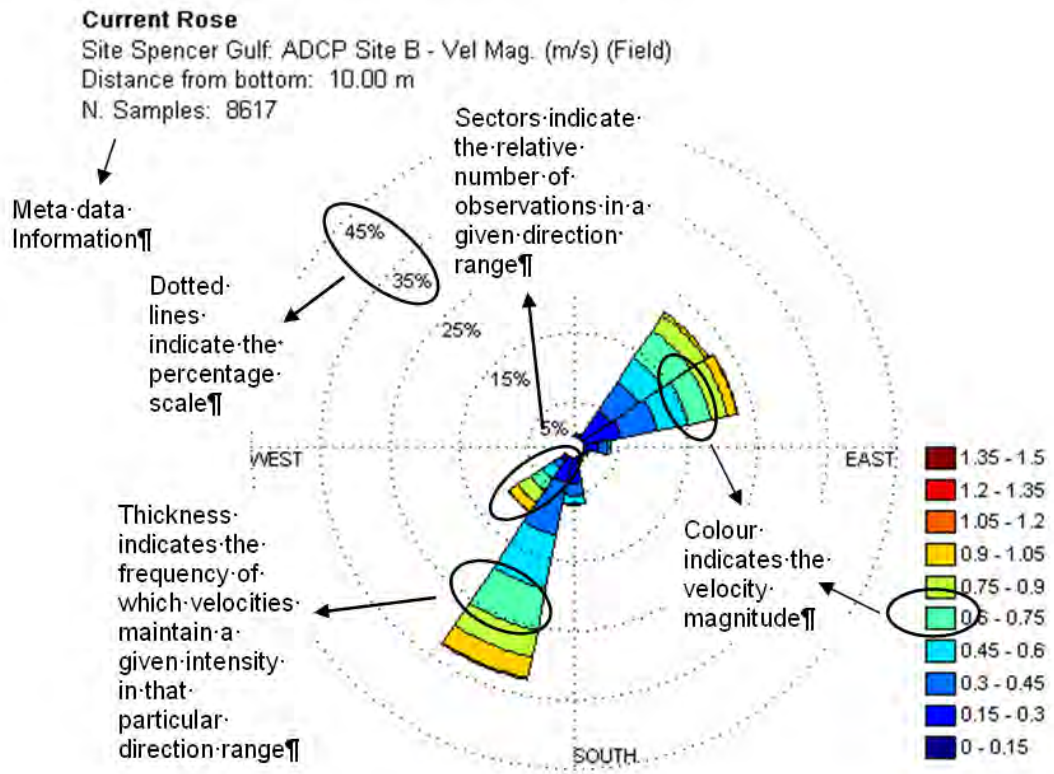 Current Rose
Site Spencer Gulf: ADCP Site B - Vel Mag. (m/s) (Field)
Distance from bottom: 10.00 m
N. Samples: 8617
Meta·data·
Information¶
Sectors·indicate·
the·relative·
number·of·
observations·in·a·
given·direction·
range¶
45%
35%
25%
15%
5%
Dotted·
lines·
indicate·the·
percentage·
scale¶
WEST
EAST
SOUTH
Thickness·
indicates·the·
frequency·of·
which·velocities·
maintain·a·
given·intensity·
in·that·
particular·
direction·range¶
Colour·
indicates·the·
velocity·
magnitude¶
1.35 - 1.5
1.2 - 1.35
1.05 - 1.2
0.9 - 1.05
0.75 - 0.9
0.6 - 0.75
0.45 - 0.6
0.3 - 0.45
0.15 - 0.3
0 - 0.15